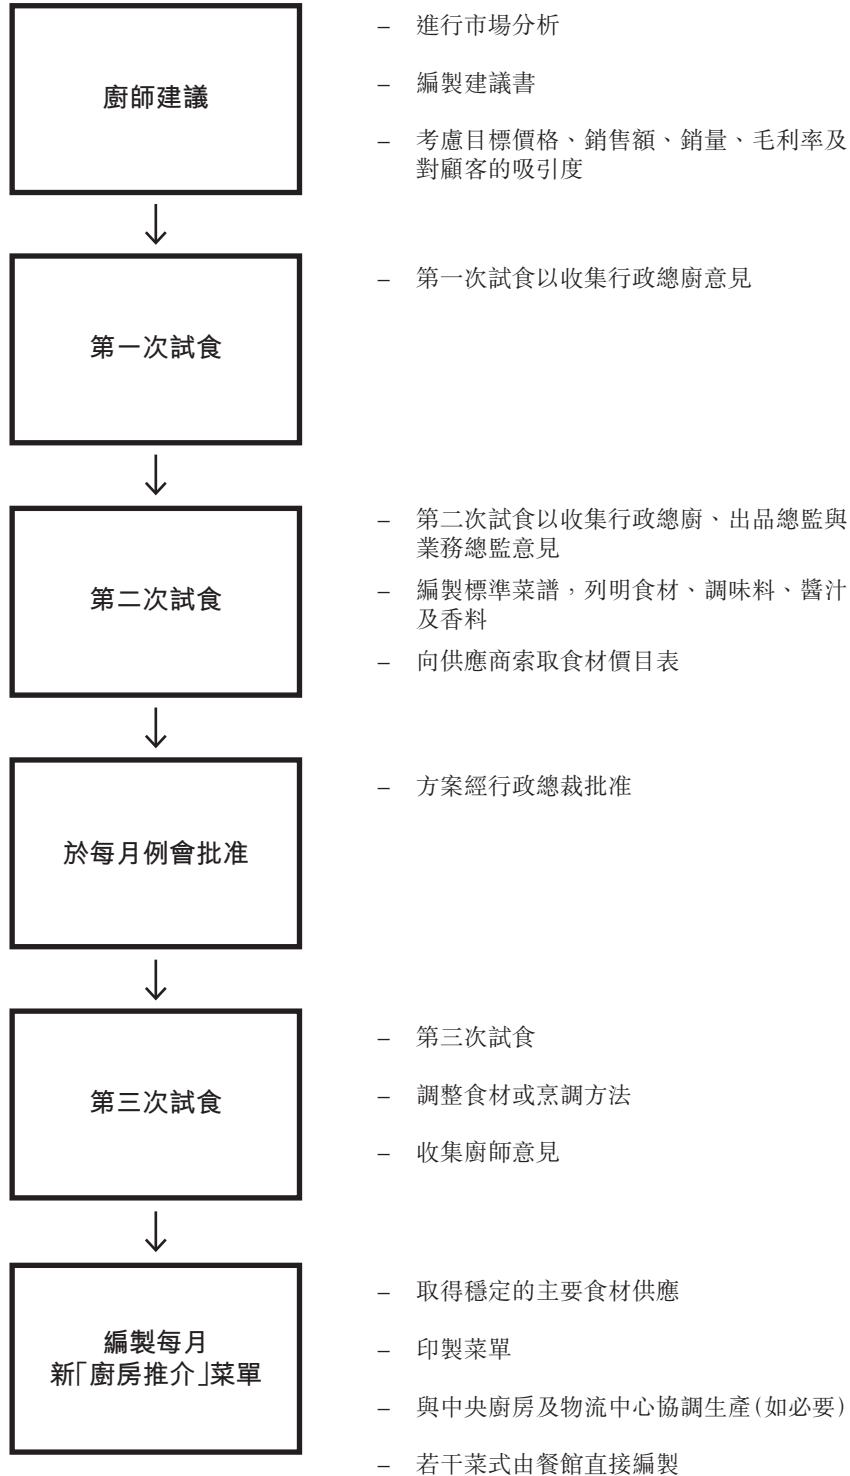 廚師建議
– 進行市場分析
– 編製建議書
– 考慮目標價格、銷售額、銷量、毛利率及
對顧客的吸引度
第一次試食
– 第一次試食以收集行政總廚意見
第二次試食
– 第二次試食以收集行政總廚、出品總監與
業務總監意見
– 編製標準菜譜，列明食材、調味料、醬汁
及香料
– 向供應商索取食材價目表
於每月例會批准
– 方案經行政總裁批准
第三次試食
– 第三次試食
– 調整食材或烹調方法
– 收集廚師意見
編製每月
新「廚房推介」菜單
– 取得穩定的主要食材供應
– 印製菜單
– 與中央廚房及物流中心協調生產(如必要)
– 若干菜式由餐館直接編製